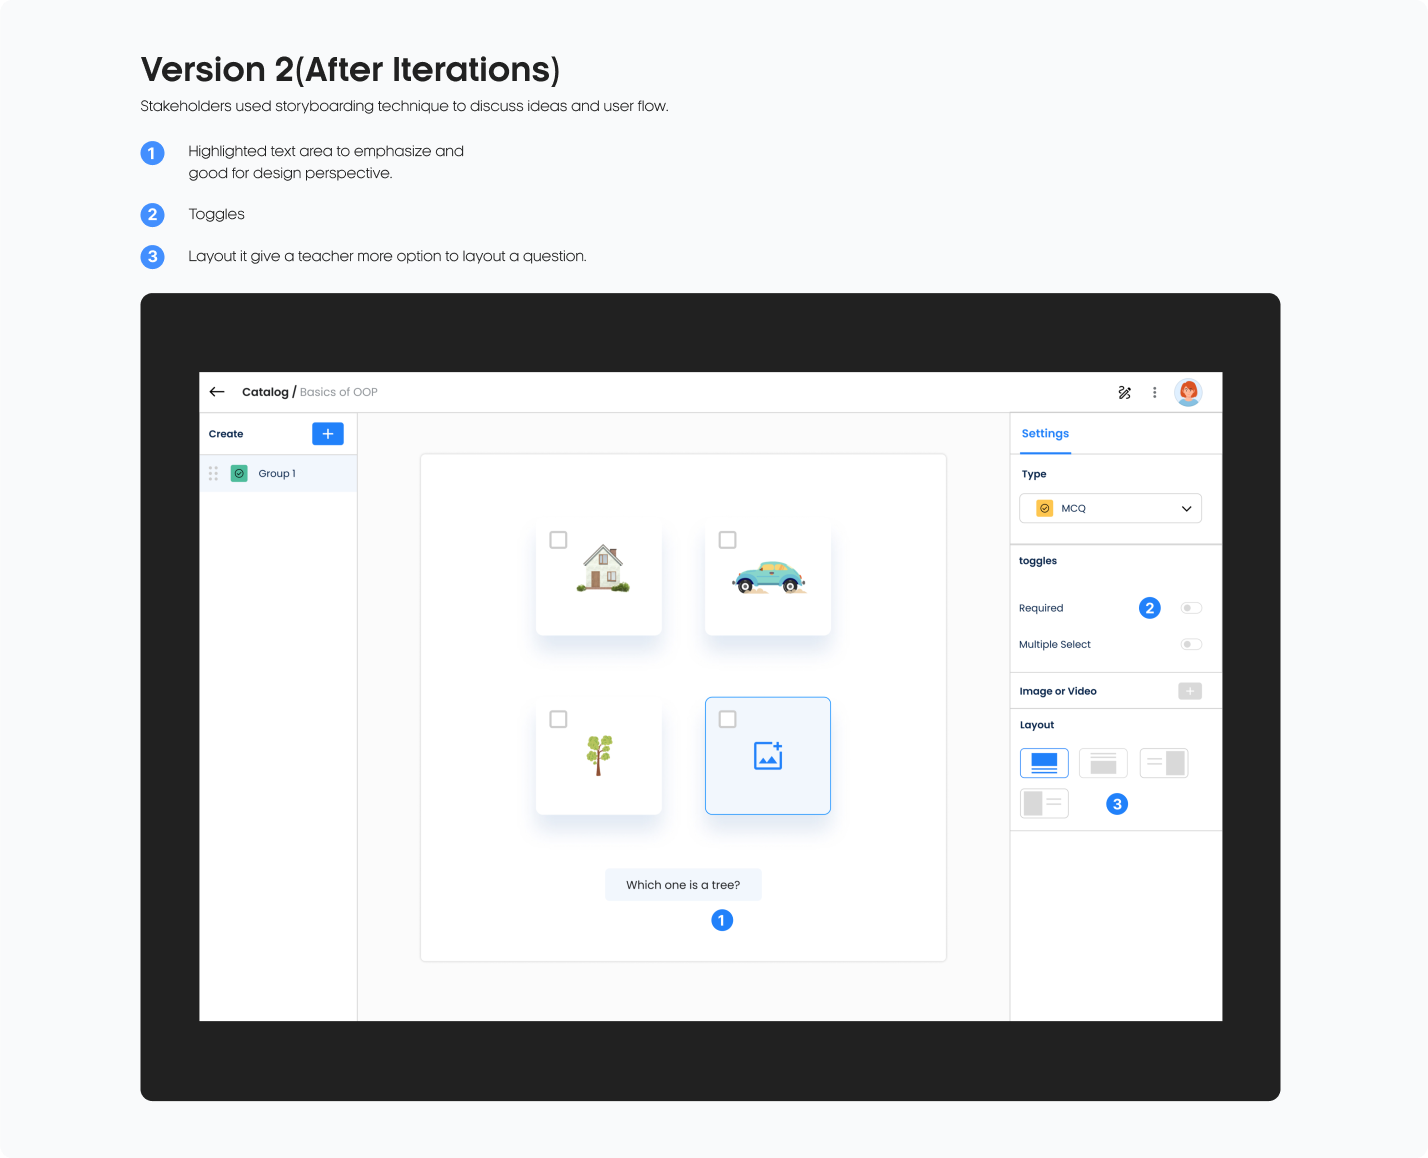 Version 2(After Iterations)
Stakeholders used storyboarding technique to discuss ideas and user flow.
1 Highlighted text area to emphasize and
good for design perspective.
2 Toggles
3 Layout it give a teacher more option to layout a question.
Catalog / Basics of OOP
Create
Group 1
Which one is a tree?
1
Settings
Type
MCQ
toggles
Required 2
Multiple Select
Image or Video
Layout
3